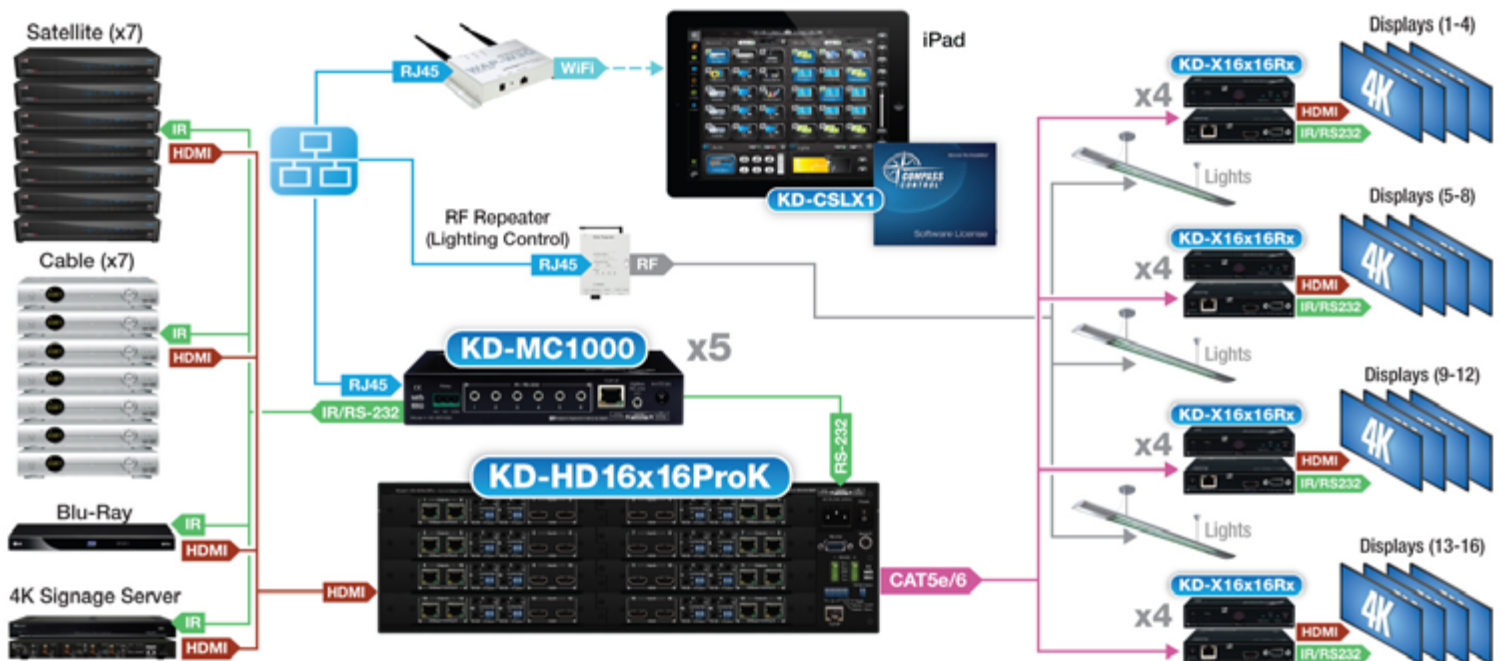 Satellite (x7)
IR
HDMI
Cable (x7)
IR
HDMI
Blu-Ray
IR
HDMI
4K Signage Server
IR
HDMI
RJ45
WiFi
iPad
KD-CSLX1
COMPASS
CONTROL
Software License
RF Repeater
(Lighting Control)
RJ45
RF
KD-MC1000
x5
RJ45
IR/RS-232
RS-232
KD-HD16x16ProK
HDMI
CAT5e/6
Displays (1-4)
KD-X16x16Rx
x4
HDMI
IR/RS232
4K
Lights
Displays (5-8)
KD-X16x16Rx
x4
HDMI
IR/RS232
4K
Lights
Displays (9-12)
KD-X16x16Rx
x4
HDMI
IR/RS232
4K
Lights
Displays (13-16)
KD-X16x16Rx
x4
HDMI
IR/RS232
4K